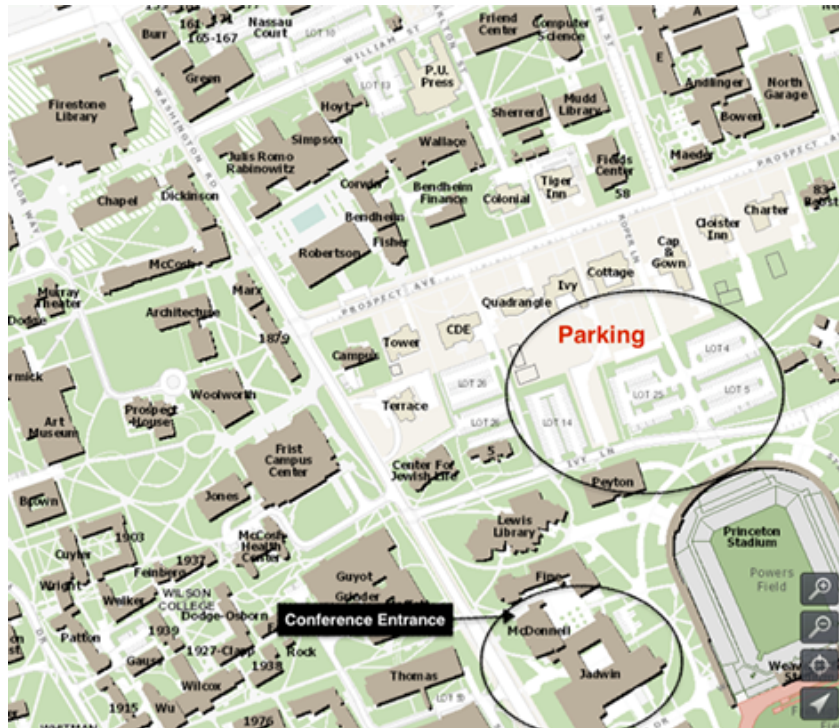 171
161-
165-167
Burr
Green
Nassau
Court
LOT 10
WILLIAM ST
LOT 13
P.U.
Press
Friend
Center
Computer
Science
A
E
Andlinger
Bowen
North
Garage
Firestone
Library
WASHINGTON RD
Hoyt
Simpson
Julis Romo
Rabinowitz
Wallace
Sherrerd
Mudd
Library
Maeder
PROSPECT AVE
Chapel
Dickinson
Corwin
Bendheim
Fisher
Bendheim
Finance
Colonial
Tiger
Inn
Fields
Center
58
Charter
Cloister
Inn
Cap
&
Gown
ROPER LN
McCosh
Robertson
Murray
Theater
Dodge
Architecture
Marx
1879
PROSPECT AVE
Quadrangle
Ivy
Cottage
CDE
Tower
Campus
Parking
LOT 4
LOT 5
LOT 25
LOT 14
LOT 26
LOT 26
Terrace
Woolworth
Prospect
House
Art
Museum
Frist
Campus
Center
Center For
Jewish Life
5
IVY LN
Peyton
Brown
Jones
Lewis
Library
Princeton
Stadium
Powers
Field
1903
Cuyler
1937
Feinberg
McCosh
Health
Center
Wright
Walker
WILSON
COLLEGE
Dodge-Osborn
Guyot
Fine
Conference Entrance
McDonnell
Jadwin
Patton
1939
Gauss
1927-Clapp
1938
Rock
Wilcox
Thomas
1915
Wu
1976